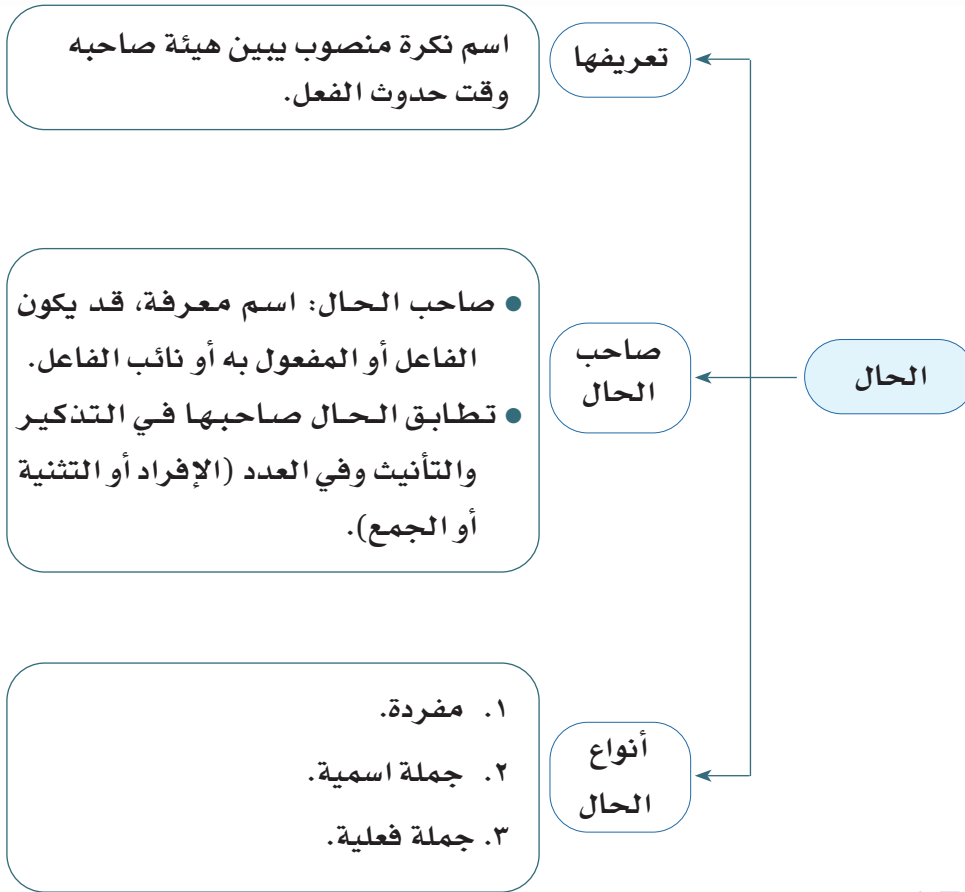 الحال
تعريفها
اسم نكرة منصوب يبين هيئة صاحبه
وقت حدوث الفعل.
صاحب
الحال
● صاحب الحال: اسم معرفة، قد يكون
الفاعل أو المفعول به أو نائب الفاعل.
● تطابق الحال صاحبها في التذكير
والتأنيث وفي العدد (الإفراد أو التثنية
أو الجمع).
أنواع
الحال
١. مفردة.
٢. جملة اسمية.
٣. جملة فعلية.